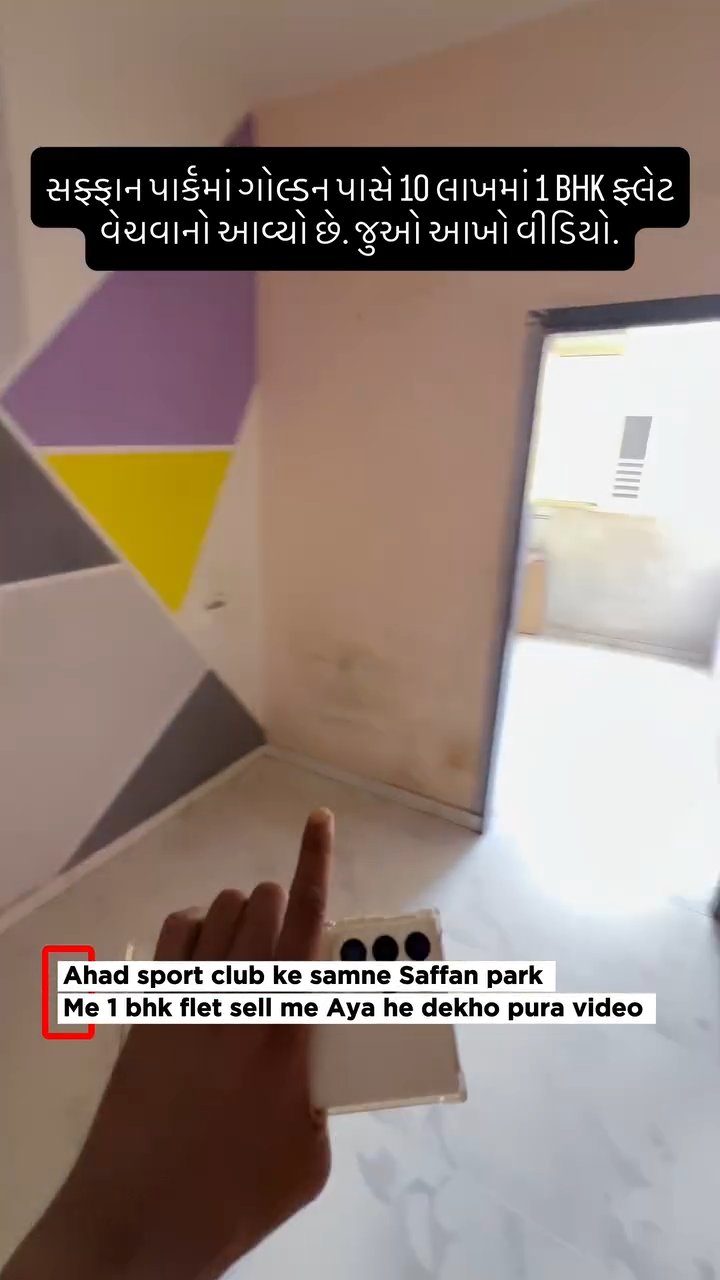 સફ્ફાન પાર્કમાં ગોલ્ડન પાસે 10 લાખમાં 1 BHK ફ્લેટ
વેચવાનો આવ્યો છે. જુઓ આખો વીડિયો.
Ahad sport club ke samne Saffan park
Me 1 bhk flet sell me Aya he dekho pura video